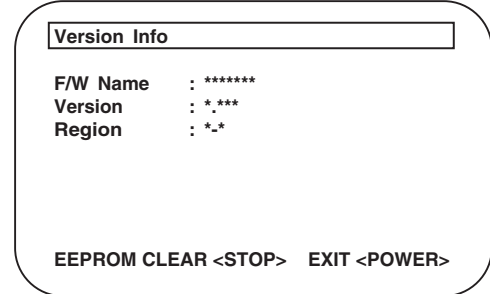 Version Info
F/W Name : *******
Version : *.***
Region : *-*
EEPROM CLEAR <STOP> EXIT <POWER>